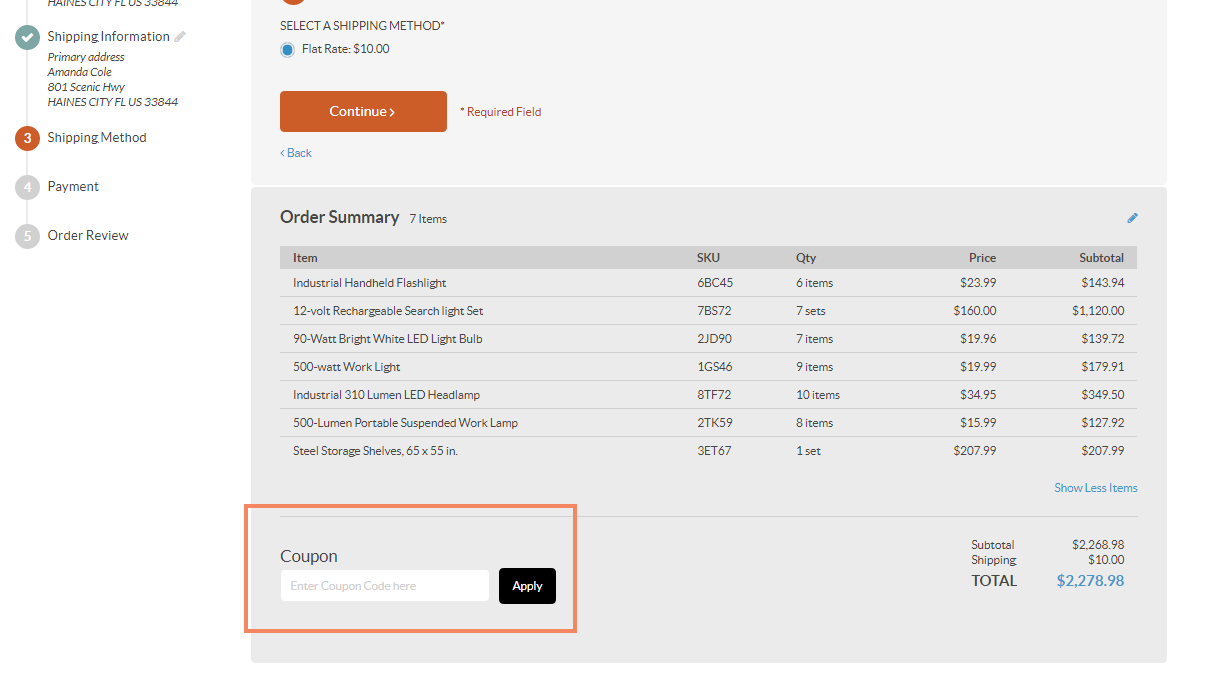 HAINES CITY FL US 33844
Shipping Information
Primary address
Amanda Cole
801 Scenic Hwy
HAINES CITY FL US 33844
3 Shipping Method
4 Payment
5 Order Review
SELECT A SHIPPING METHOD*
Flat Rate: $10.00
Continue ›
* Required Field
‹ Back
Order Summary 7 Items
Item SKU Qty Price Subtotal
Industrial Handheld Flashlight 6BC45 6 items $23.99 $143.94
12-volt Rechargeable Search light Set 7BS72 7 sets $160.00 $1,120.00
90-Watt Bright White LED Light Bulb 2JD90 7 items $19.96 $139.72
500-watt Work Light 1GS46 9 items $19.99 $179.91
Industrial 310 Lumen LED Headlamp 8TF72 10 items $34.95 $349.50
500-Lumen Portable Suspended Work Lamp 2TK59 8 items $15.99 $127.92
Steel Storage Shelves, 65 x 55 in. 3ET67 1 set $207.99 $207.99
Show Less Items
Coupon
Enter Coupon Code here Apply
Subtotal $2,268.98
Shipping $10.00
TOTAL $2,278.98